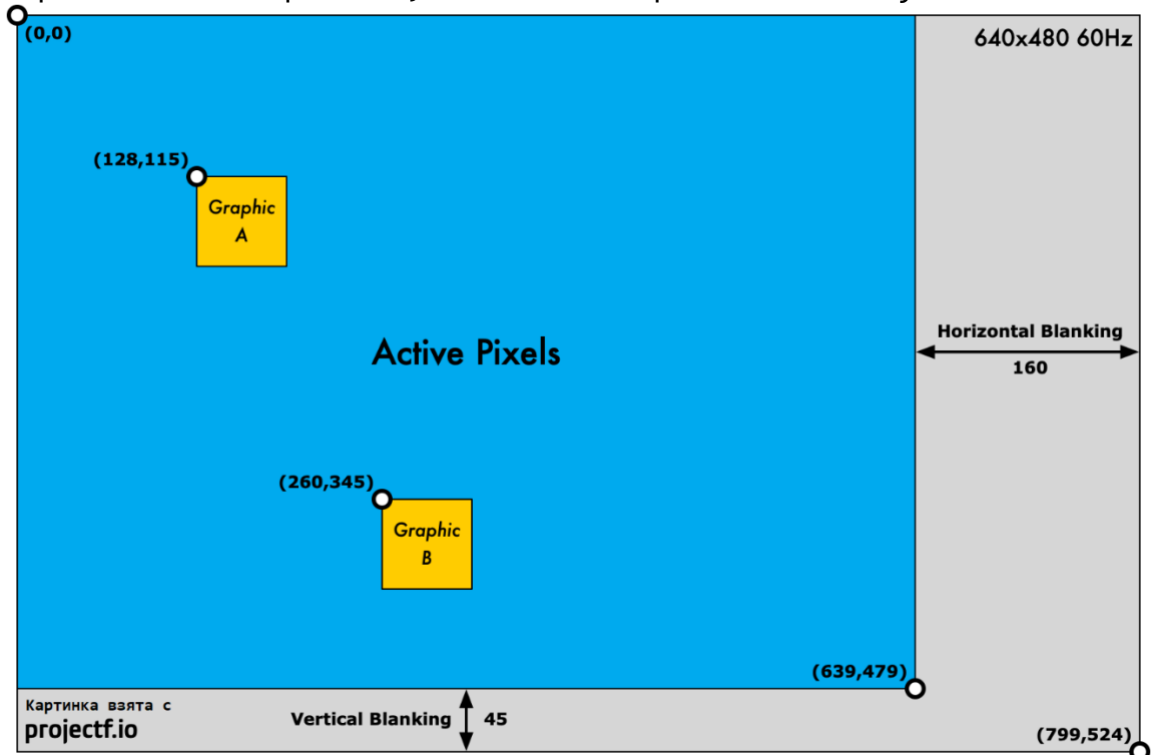 (0,0)
640x480 60Hz
(128,115)
Graphic
A
Active Pixels
Horizontal Blanking
160
(260,345)
Graphic
B
(639,479)
Картинка взята с
projectf.io
Vertical Blanking 45
(799,524)